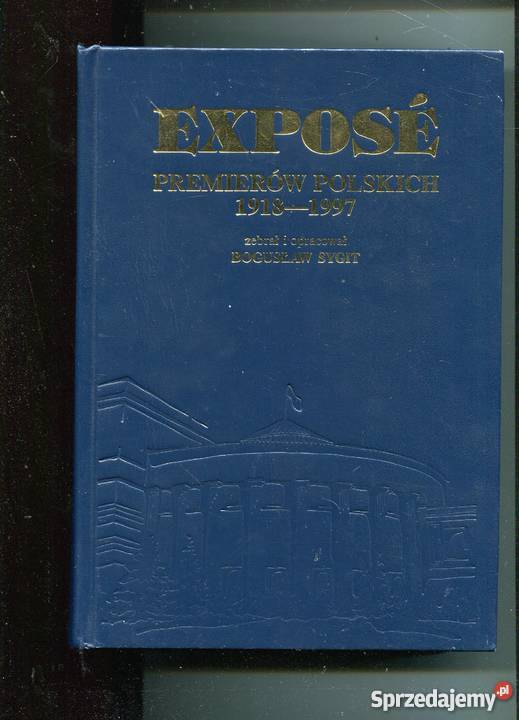 EXPOSÉ
PREMIERÓW POLSKICH
1918—1997
zebrał i opracował
BOGUSŁAW SYGIT
Sprzedajemy.pl